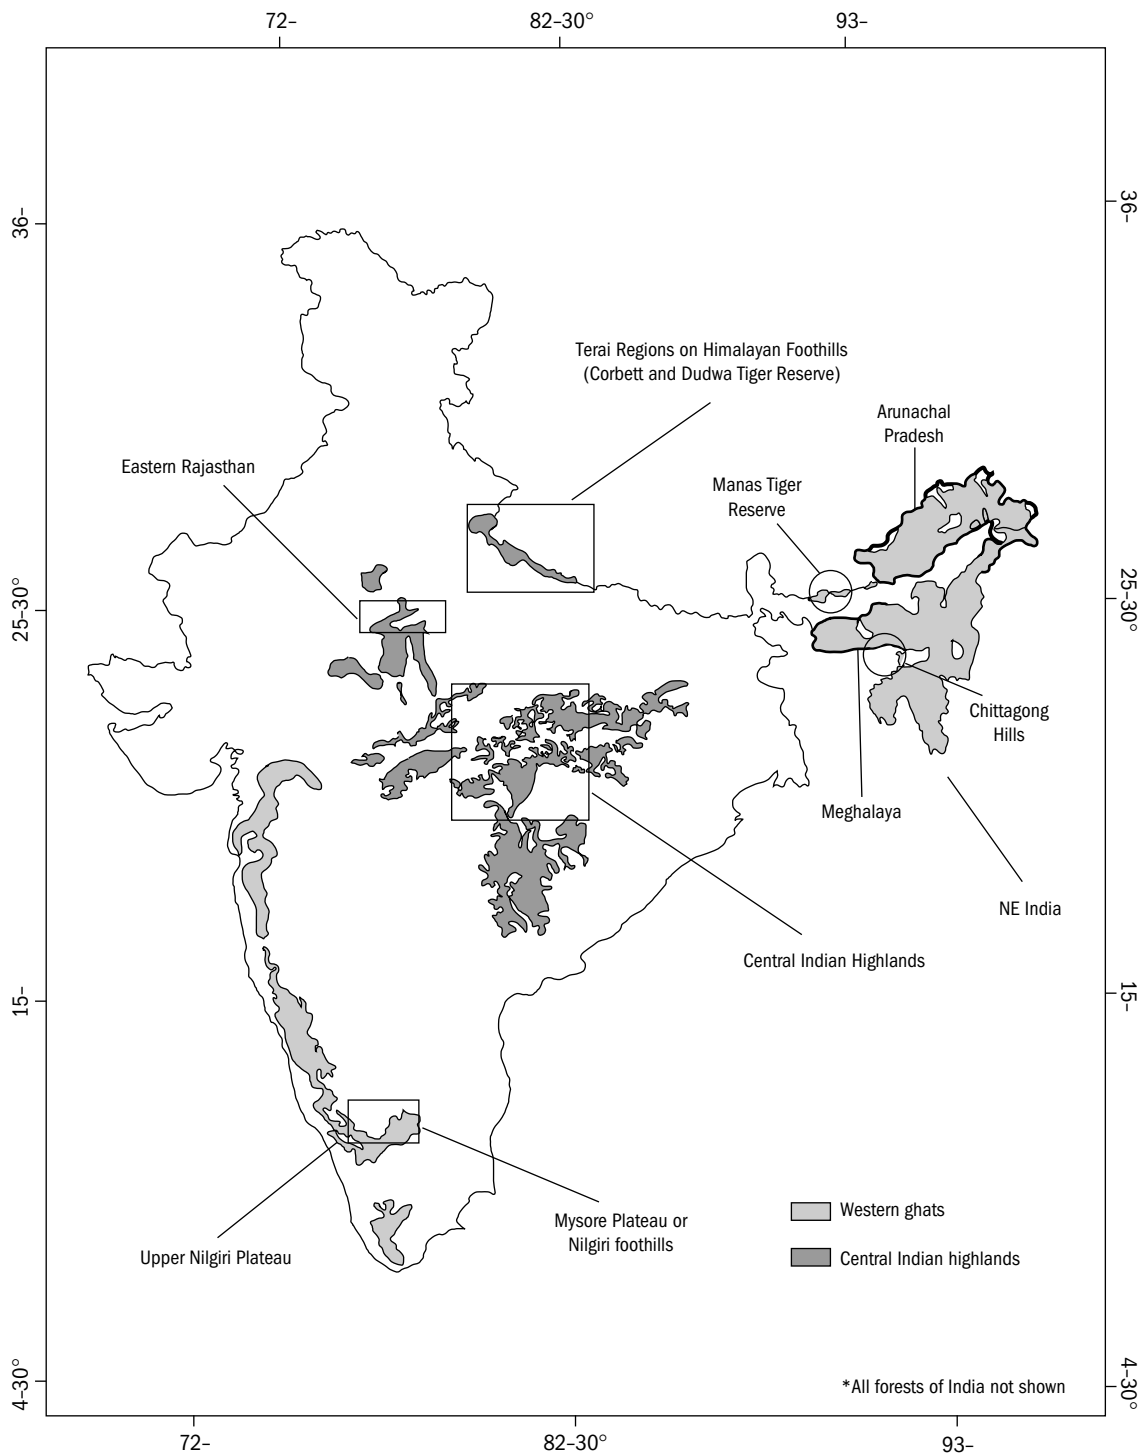 72-
82-30°
93-
36-
36-
Terai Regions on Himalayan Foothills
(Corbett and Dudwa Tiger Reserve)
Arunachal
Pradesh
Eastern Rajasthan
Manas Tiger
Reserve
25-30°
25-30°
Chittagong
Hills
Meghalaya
NE India
Central Indian Highlands
15-
15-
Mysore Plateau or
Nilgiri foothills
Upper Nilgiri Plateau
Western ghats
Central Indian highlands
4-30°
4-30°
*All forests of India not shown
72-
82-30°
93-